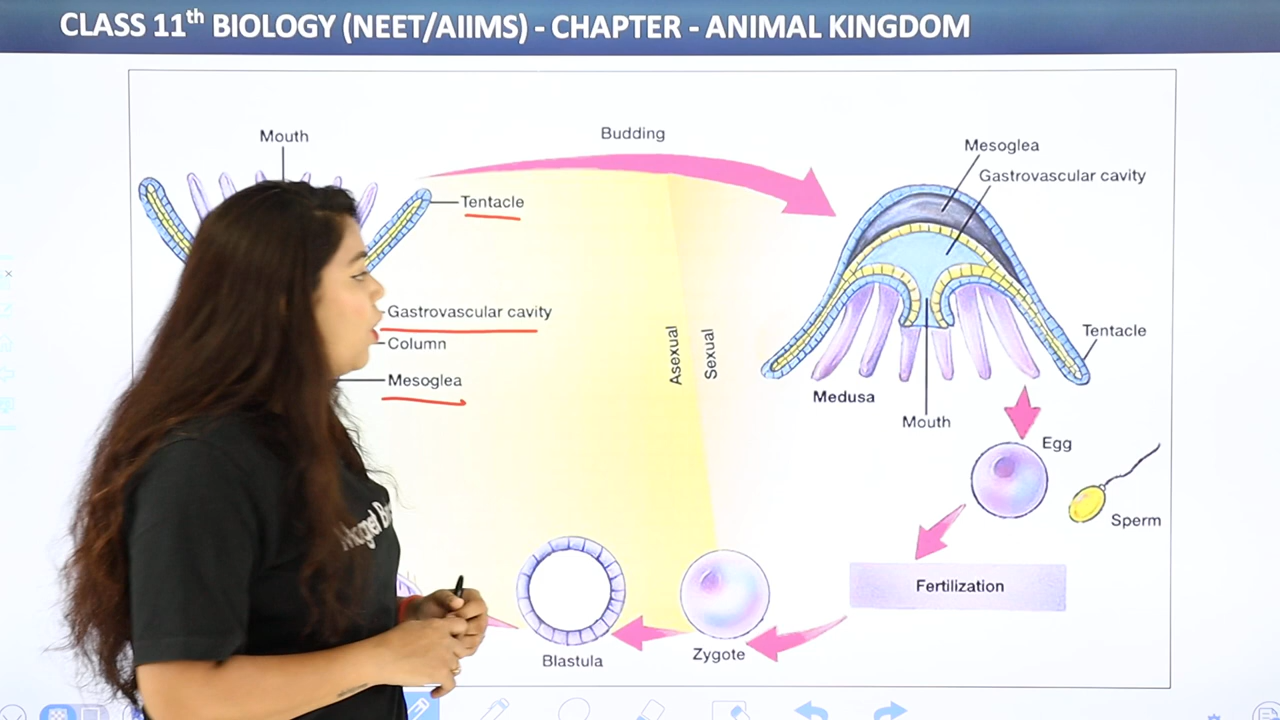 CLASS 11th BIOLOGY (NEET/AIIMS) - CHAPTER - ANIMAL KINGDOM
Mouth
Budding
Mesoglea
Gastrovascular cavity
Tentacle
Gastrovascular cavity
Column
Mesoglea
Asexual
Sexual
Tentacle
Medusa
Mouth
Egg
Sperm
Fertilization
Blastula
Zygote